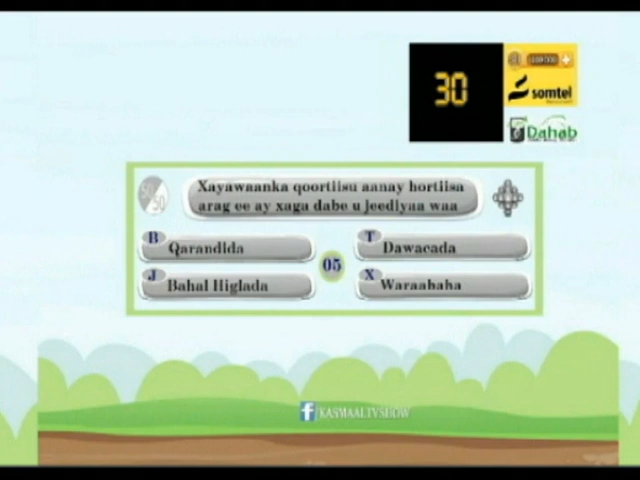 30
somtel
Dahab
50
50
Xayawaanka qoortiisu aanay hortiisa
arag ee ay xaga dabe u jeediyaa waa
B
Qarandida
T
Dawacada
05
J
Bahal Higlada
X
Waraabaha
KASMAALTVSHOW